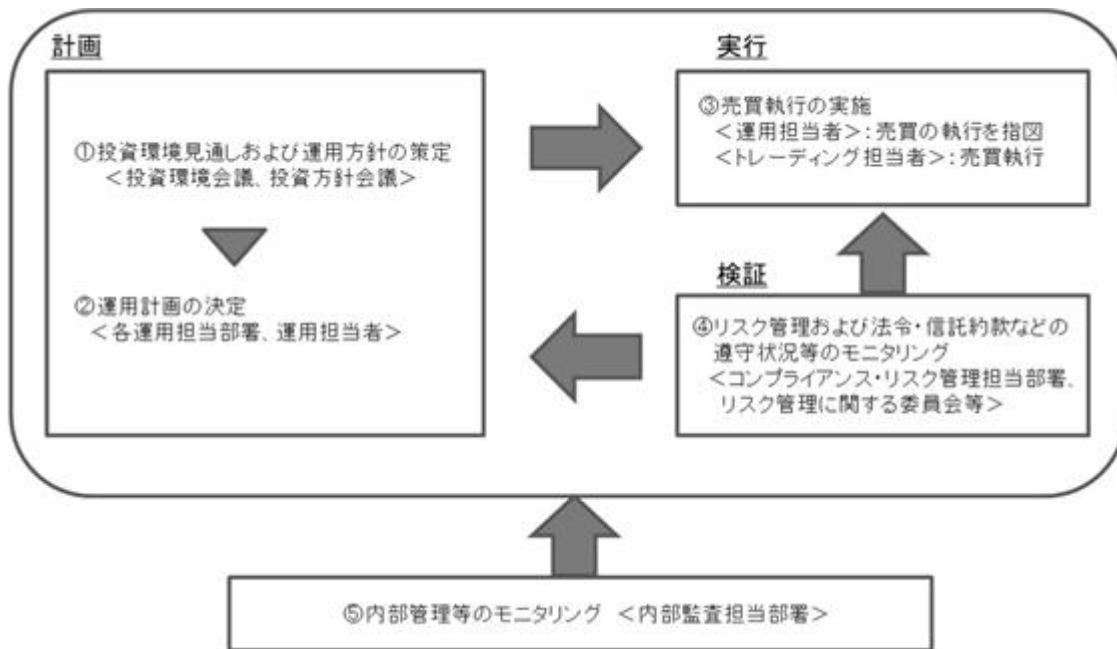 計画
①投資環境見通しおよび運用方針の策定
＜投資環境会議、投資方針会議＞
②運用計画の決定
＜各運用担当部署、運用担当者＞
実行
③売買執行の実施
＜運用担当者＞：売買の執行を指図
＜トレーディング担当者＞：売買執行
検証
④リスク管理および法令・信託約款などの
遵守状況等のモニタリング
＜コンプライアンス・リスク管理担当部署、
リスク管理に関する委員会等＞
⑤内部管理等のモニタリング ＜内部監査担当部署＞